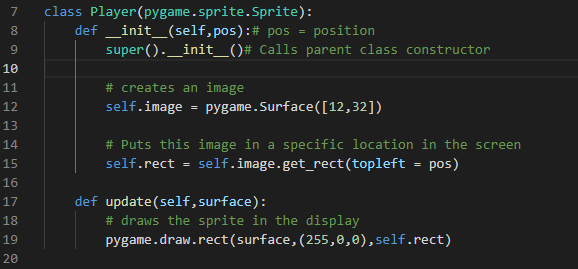 7 class Player(pygame.sprite.Sprite):
8     def __init__(self,pos):# pos = position
9         super().__init__()# Calls parent class constructor
10
11         # creates an image
12         self.image = pygame.Surface([12,32])
13
14         # Puts this image in a specific location in the screen
15         self.rect = self.image.get_rect(topleft = pos)
16
17     def update(self,surface):
18         # draws the sprite in the display
19         pygame.draw.rect(surface,(255,0,0),self.rect)
20